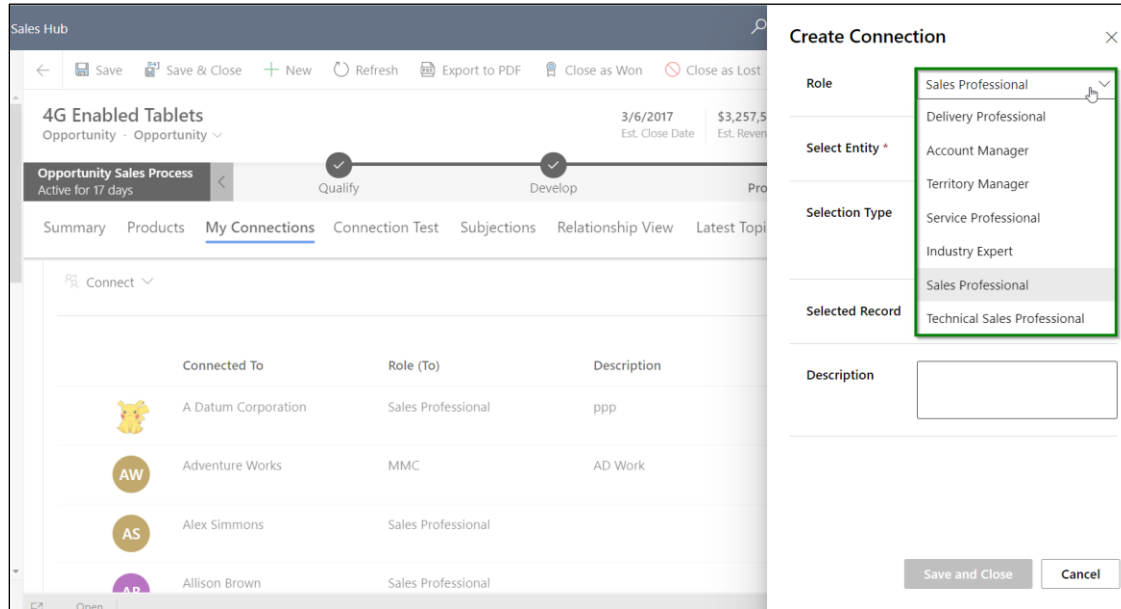 Sales Hub
Save
Save & Close
New
Refresh
Export to PDF
Close as Won
Close as Lost
4G Enabled Tablets
Opportunity · Opportunity
3/6/2017
Est. Close Date
$3,257,5
Est. Reven
Opportunity Sales Process
Active for 17 days
Qualify
Develop
Pro
Summary
Products
My Connections
Connection Test
Subjections
Relationship View
Latest Topi
Connect
Connected To
Role (To)
Description
A Datum Corporation
Sales Professional
ppp
AW
Adventure Works
MMC
AD Work
AS
Alex Simmons
Sales Professional
AB
Allison Brown
Sales Professional
Open
Create Connection
Role
Sales Professional
Delivery Professional
Account Manager
Territory Manager
Service Professional
Industry Expert
Sales Professional
Technical Sales Professional
Select Entity *
Selection Type
Selected Record
Description
Save and Close
Cancel